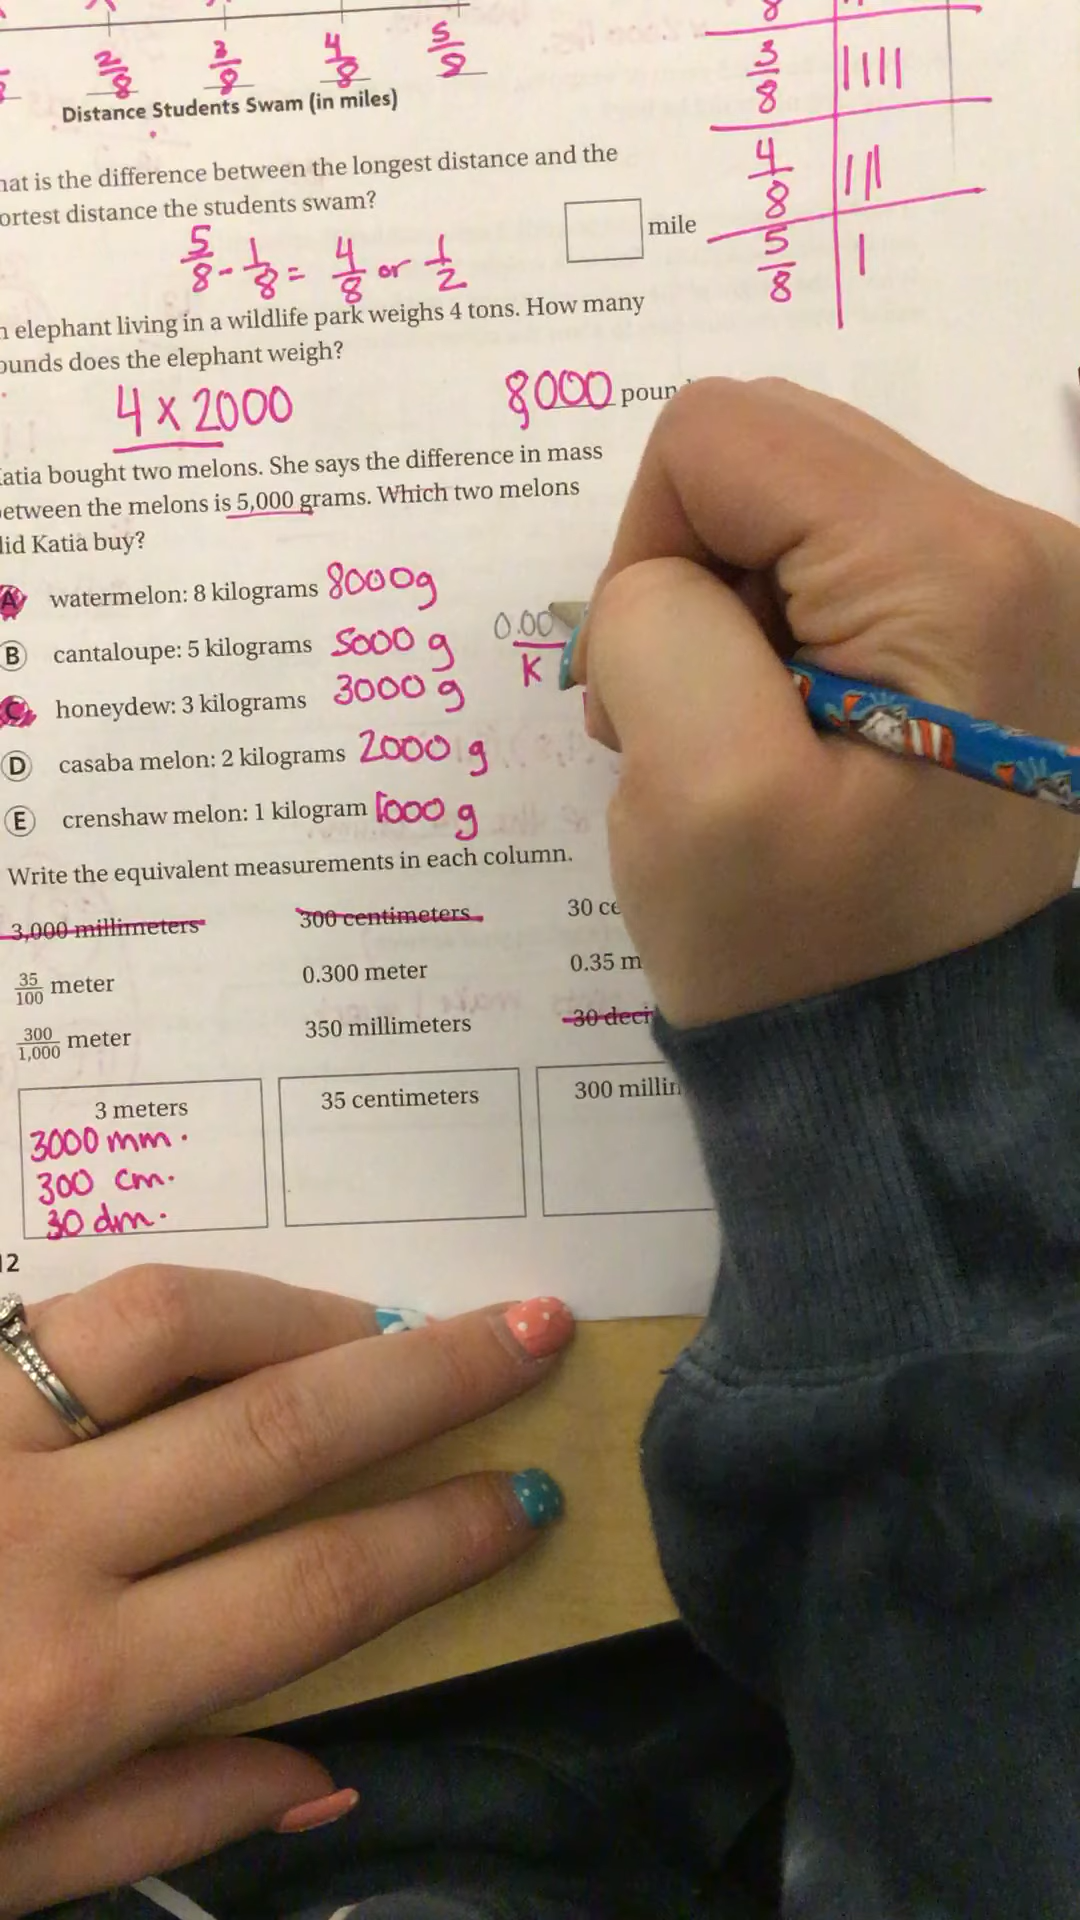 2/8 3/8 4/8 5/8
Distance Students Swam (in miles)
3/8 ||||
4/8 |||
5/8 |
hat is the difference between the longest distance and the
ortest distance the students swam?
mile
5/8 - 1/8 = 4/8 or 1/2
n elephant living in a wildlife park weighs 4 tons. How many
ounds does the elephant weigh?
4 x 2000
8000 poun
atia bought two melons. She says the difference in mass
etween the melons is 5,000 grams. Which two melons
lid Katia buy?
A watermelon: 8 kilograms 8000g
B cantaloupe: 5 kilograms 5000 g
C honeydew: 3 kilograms 3000 g
D casaba melon: 2 kilograms 2000 g
E crenshaw melon: 1 kilogram 1000 g
0.00
K
Write the equivalent measurements in each column.
3,000 millimeters 300 centimeters 30 ce
35/100 meter 0.300 meter 0.35 m
300/1,000 meter 350 millimeters 30 deci
3 meters 35 centimeters 300 millin
3000 mm.
300 cm.
30 dm.
12